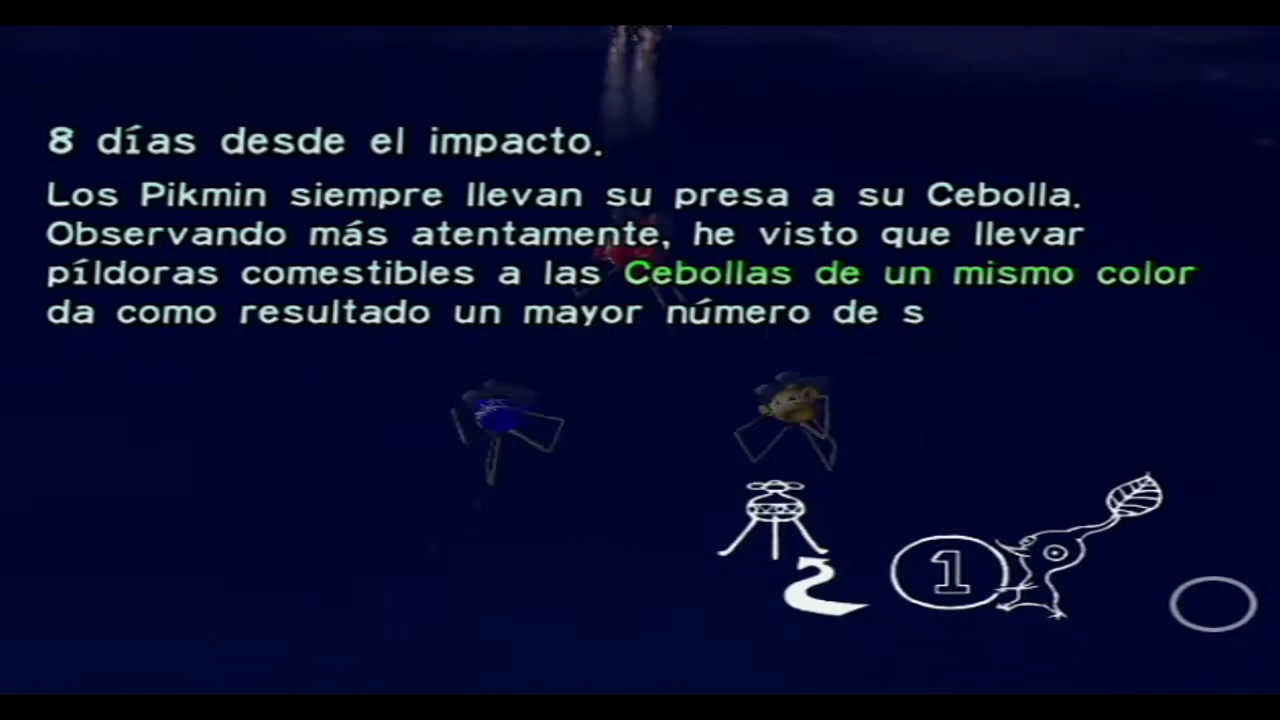 8 días desde el impacto.
Los Pikmin siempre llevan su presa a su Cebolla.
Observando más atentamente, he visto que llevar
píldoras comestibles a las Cebollas de un mismo color
da como resultado un mayor número de s
1